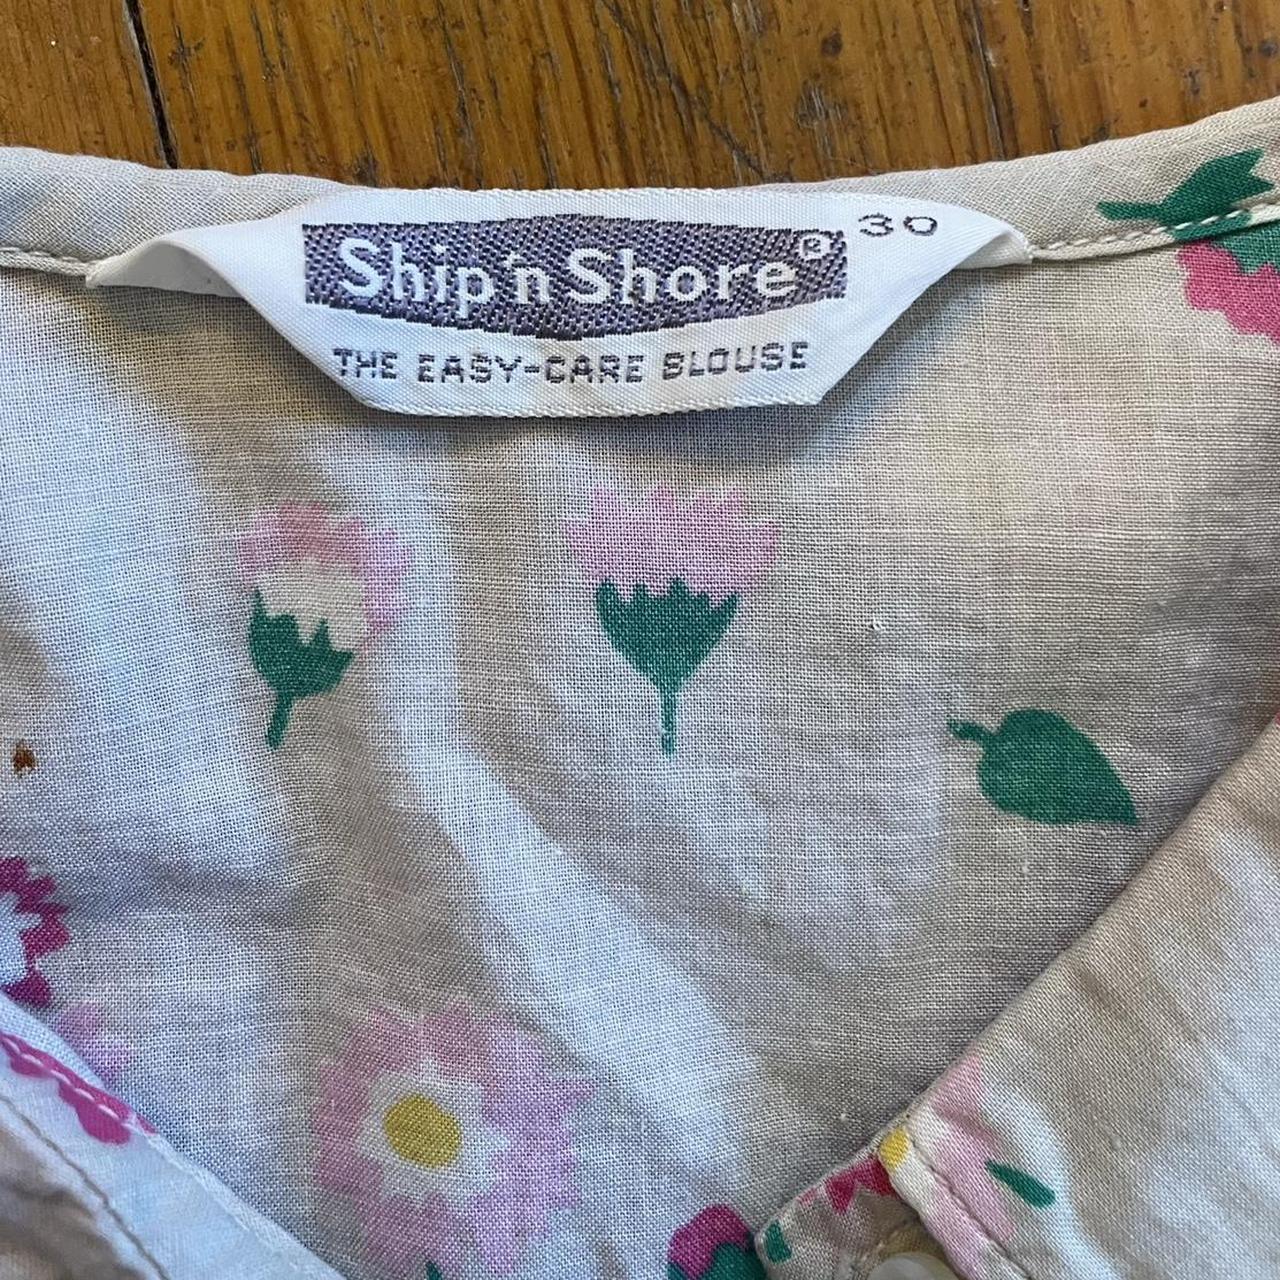 Ship'n Shore® 30
THE EASY-CARE BLOUSE